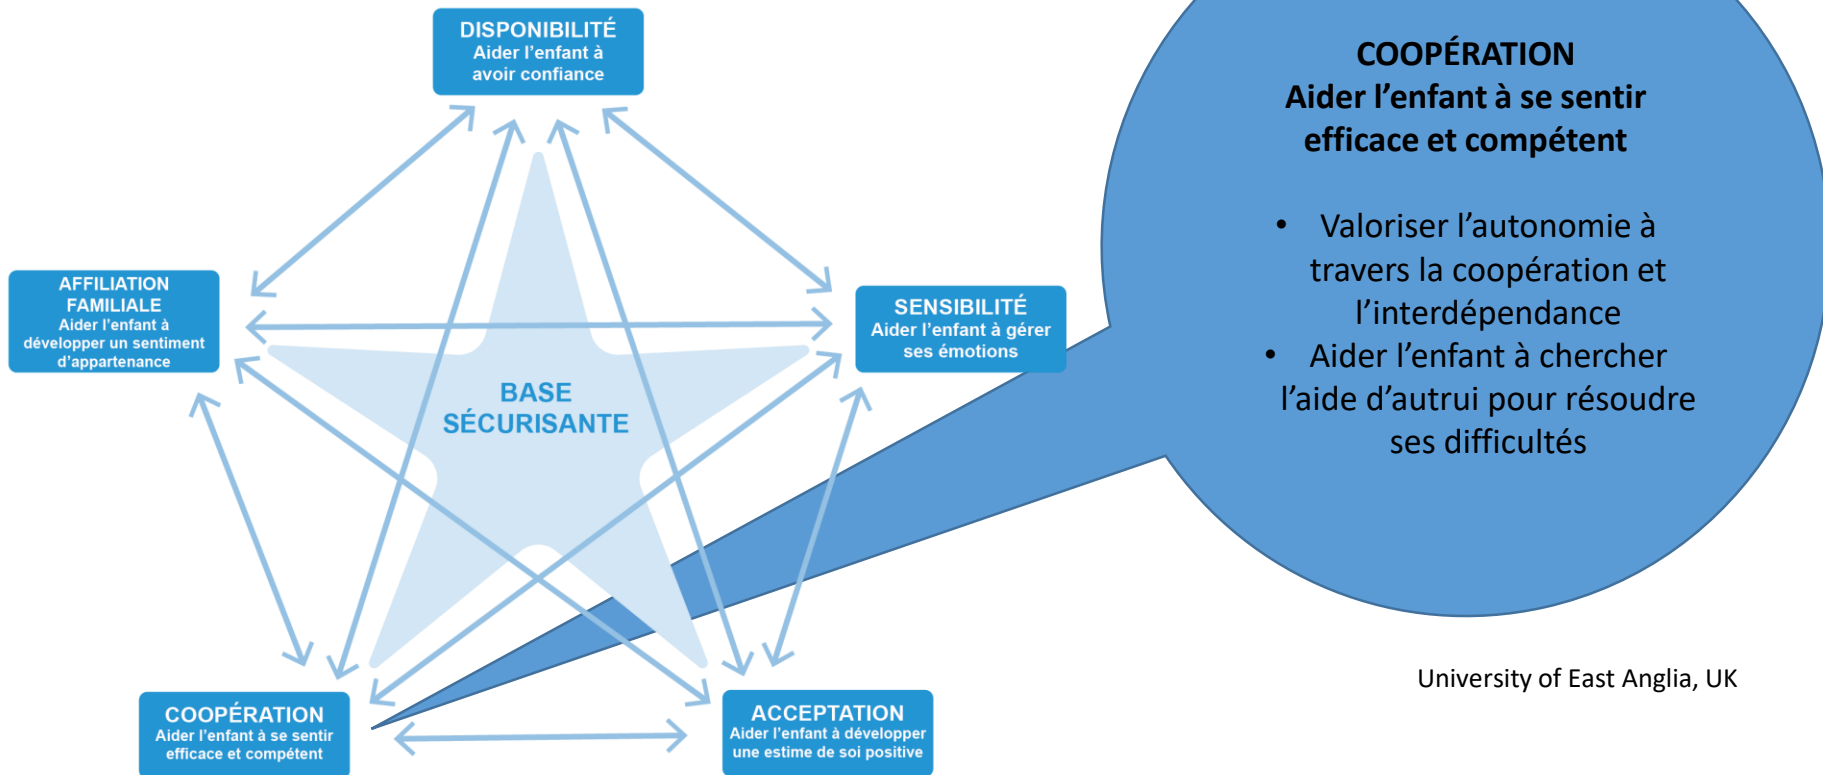 DISPONIBILITÉ
Aider l'enfant à
avoir confiance
AFFILIATION
FAMILIALE
Aider l'enfant à
développer un sentiment
d'appartenance
SENSIBILITÉ
Aider l'enfant à gérer
ses émotions
BASE
SÉCURISANTE
COOPÉRATION
Aider l'enfant à se sentir
efficace et compétent
ACCEPTATION
Aider l'enfant à développer
une estime de soi positive
COOPÉRATION
Aider l'enfant à se sentir
efficace et compétent
• Valoriser l'autonomie à
travers la coopération et
l'interdépendance
• Aider l'enfant à chercher
l'aide d'autrui pour résoudre
ses difficultés
University of East Anglia, UK